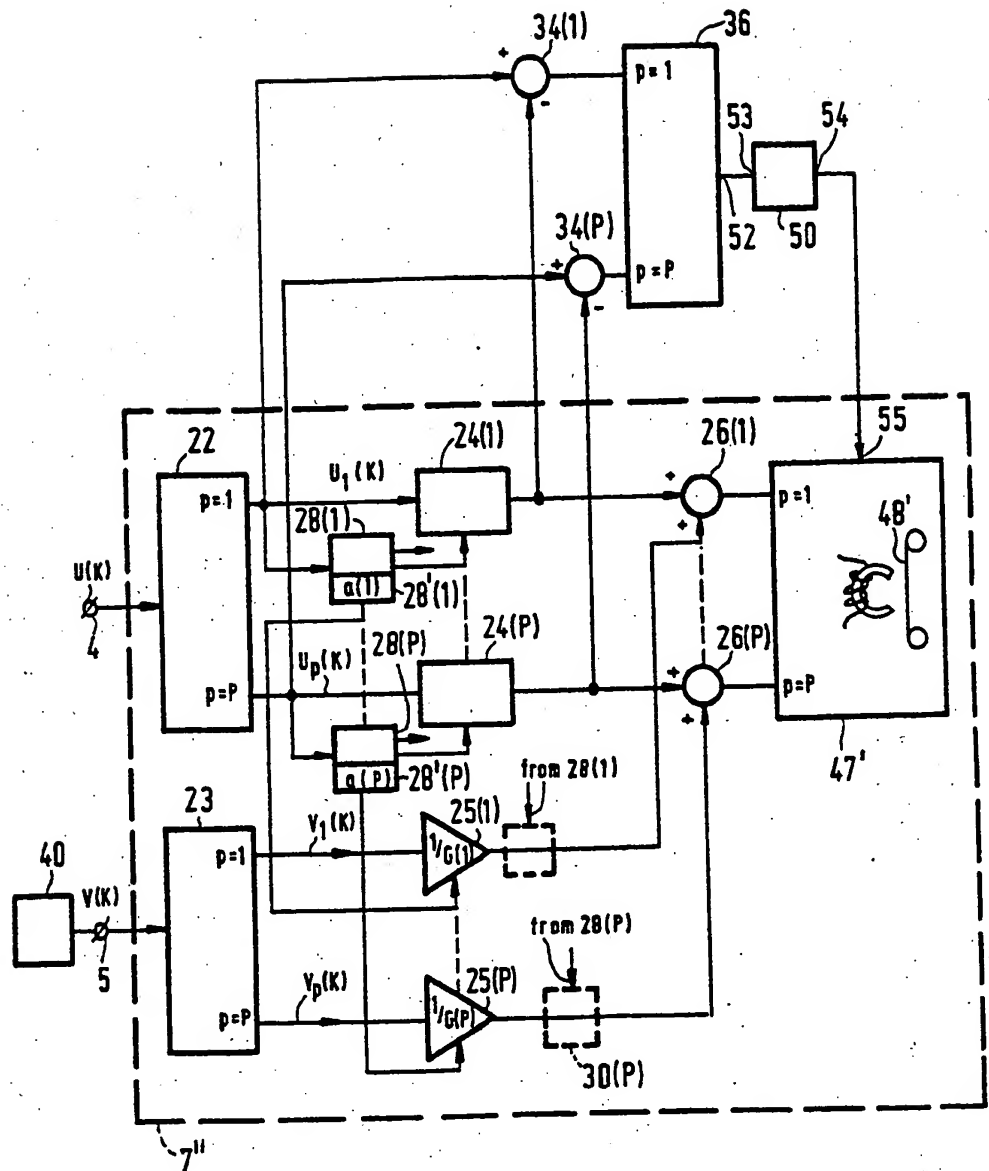 34(1)
36
+
p=1
-
53
54
34(P)
52
50
+
p=P
-
22
24(1)
26(1)
55
p=1
U₁(K)
+
p=1
28(1)
+
48'
U(K)
a(1)
28'(1)
4
28(P)
24(P)
26(P)
U_P(K)
+
p=P
p=P
+
a(P)
28'(P)
from 28(1)
47'
23
V₁(K)
25(1)
p=1
1/G(1)
40
V(K)
from 28(P)
5
V_P(K)
25(P)
p=P
1/G(P)
30(P)
7"